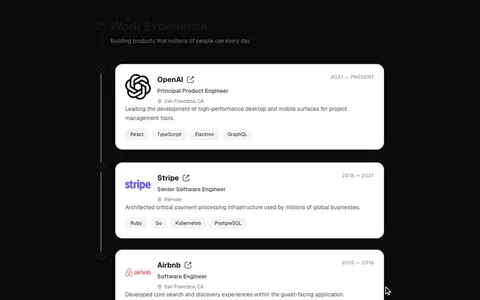 Work Experience
Building products that millions of people use every day
OpenAI
2021 — PRESENT
Principal Product Engineer
San Francisco, CA
Leading the development of high-performance desktop and mobile surfaces for project
management tools.
React TypeScript Electron GraphQL
stripe
Stripe
2018 — 2021
Senior Software Engineer
Remote
Architected critical payment processing infrastructure used by millions of global businesses.
Ruby Go Kubernetes PostgreSQL
airbnb
Airbnb
2015 — 2018
Software Engineer
San Francisco, CA
Developed core search and discovery experiences within the guest-facing application.